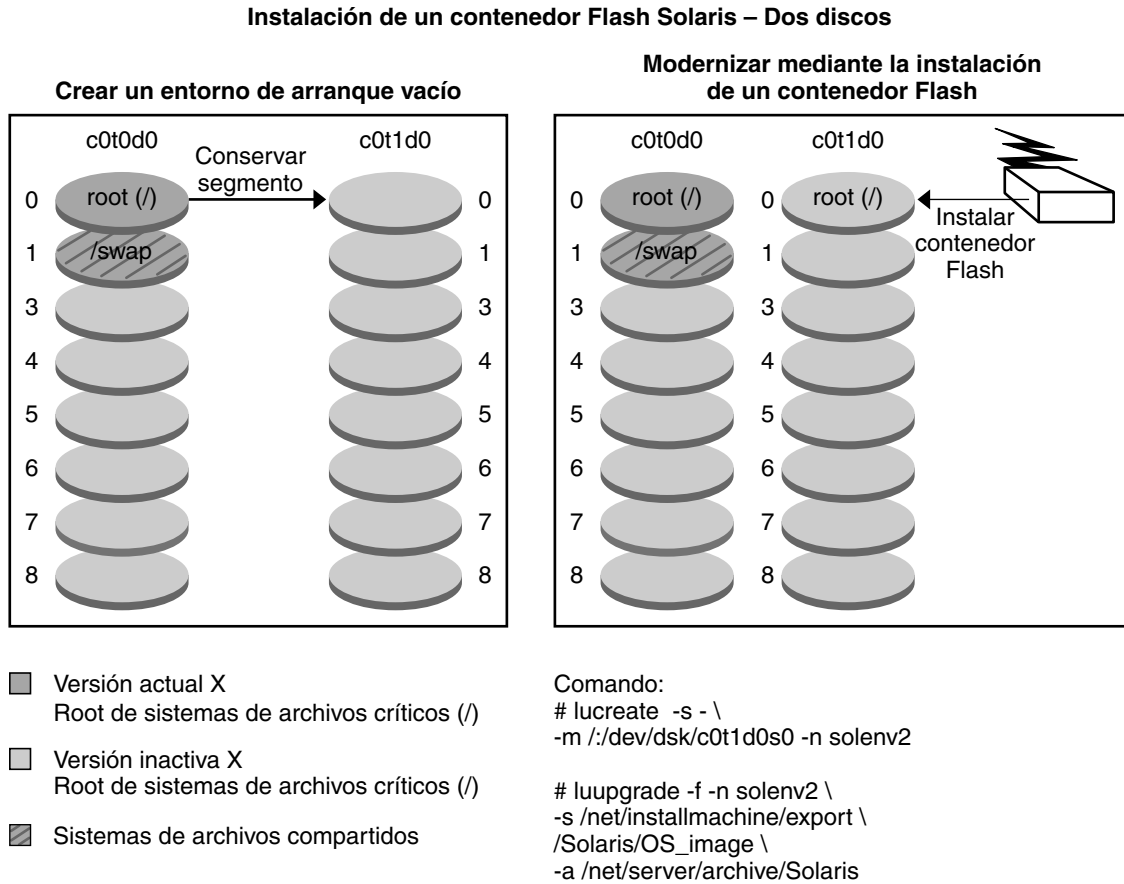 Instalación de un contenedor Flash Solaris – Dos discos
Crear un entorno de arranque vacío
c0t0d0
c0t1d0
Conservar
segmento
0
root (/)
0
1
/swap
1
3
3
4
4
5
5
6
6
7
7
8
8
Modernizar mediante la instalación
de un contenedor Flash
c0t0d0
c0t1d0
0
root (/)
0
root (/)
Instalar
contenedor
Flash
1
/swap
1
3
3
4
4
5
5
6
6
7
7
8
8
Versión actual X
Root de sistemas de archivos críticos (/)
Versión inactiva X
Root de sistemas de archivos críticos (/)
Sistemas de archivos compartidos
Comando:
# lucreate -s - \
-m /:/dev/dsk/c0t1d0s0 -n solenv2
# luupgrade -f -n solenv2 \
-s /net/installmachine/export \
/Solaris/OS_image \
-a /net/server/archive/Solaris